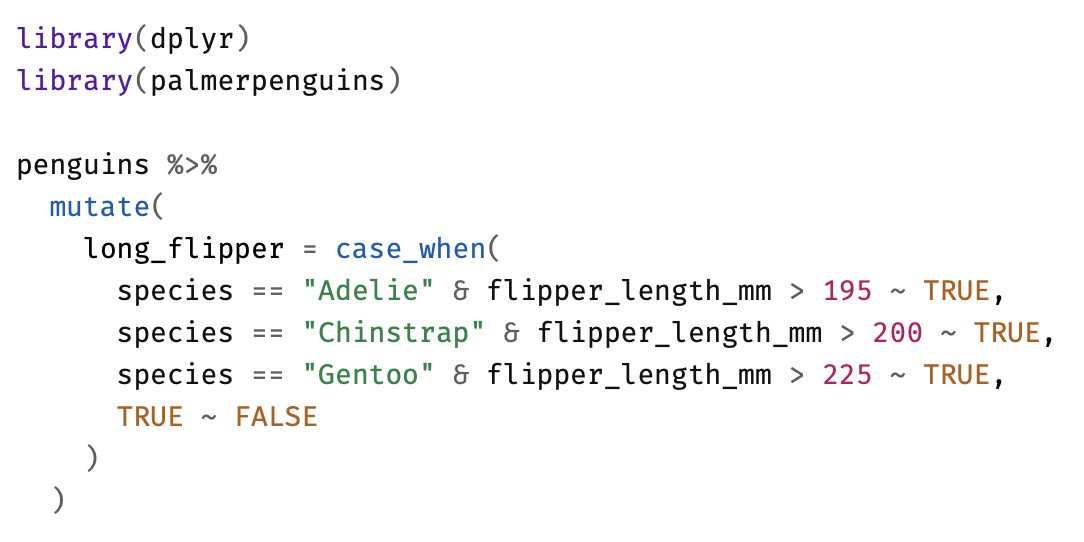 library(dplyr)
library(palmerpenguins)

penguins %>%
  mutate(
    long_flipper = case_when(
      species == "Adelie" & flipper_length_mm > 195 ~ TRUE,
      species == "Chinstrap" & flipper_length_mm > 200 ~ TRUE,
      species == "Gentoo" & flipper_length_mm > 225 ~ TRUE,
      TRUE ~ FALSE
    )
  )